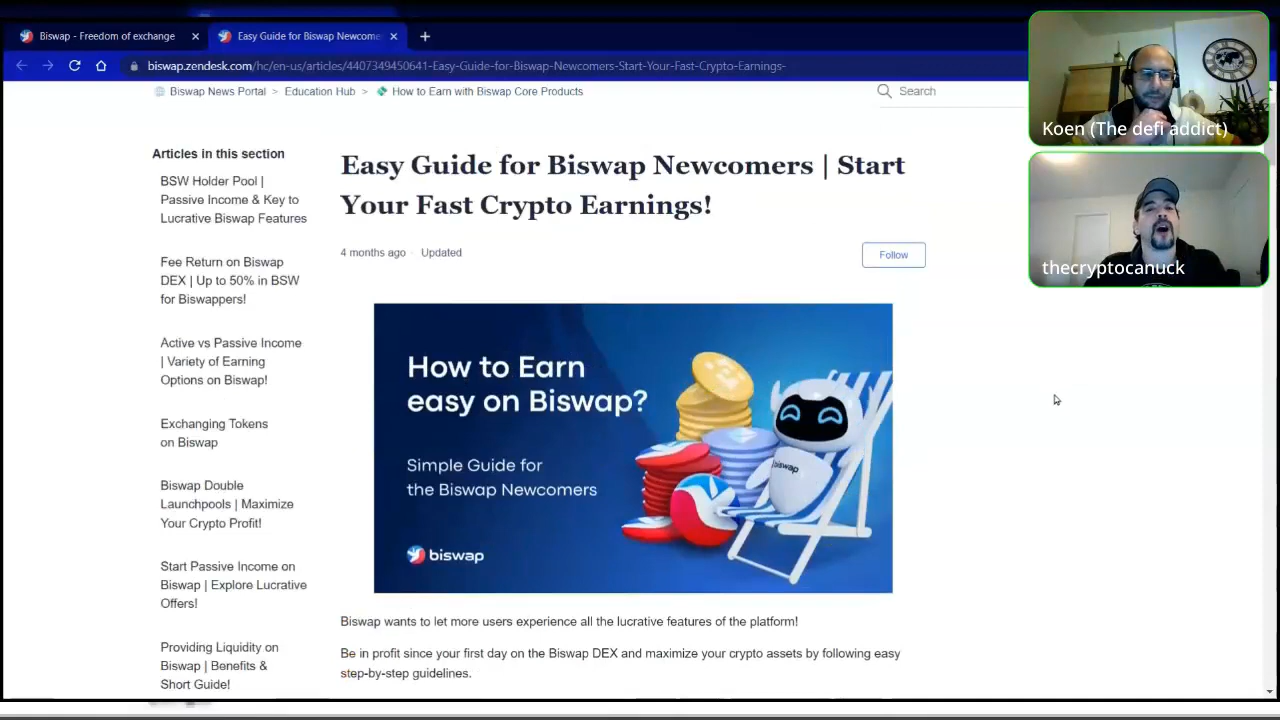 Biswap - Freedom of exchange
Easy Guide for Biswap Newcome
biswap.zendesk.com/hc/en-us/articles/4407349450641-Easy-Guide-for-Biswap-Newcomers-Start-Your-Fast-Crypto-Earnings-
Biswap News Portal > Education Hub > How to Earn with Biswap Core Products
Search
Articles in this section
BSW Holder Pool |
Passive Income & Key to
Lucrative Biswap Features
Fee Return on Biswap
DEX | Up to 50% in BSW
for Biswappers!
Active vs Passive Income
| Variety of Earning
Options on Biswap!
Exchanging Tokens
on Biswap
Biswap Double
Launchpools | Maximize
Your Crypto Profit!
Start Passive Income on
Biswap | Explore Lucrative
Offers!
Providing Liquidity on
Biswap | Benefits &
Short Guide!
Easy Guide for Biswap Newcomers | Start
Your Fast Crypto Earnings!
4 months ago · Updated
Follow
How to Earn
easy on Biswap?
Simple Guide for
the Biswap Newcomers
biswap
biswap
Biswap wants to let more users experience all the lucrative features of the platform!
Be in profit since your first day on the Biswap DEX and maximize your crypto assets by following easy
step-by-step guidelines.
Koen (The defi addict)
thecryptocanuck